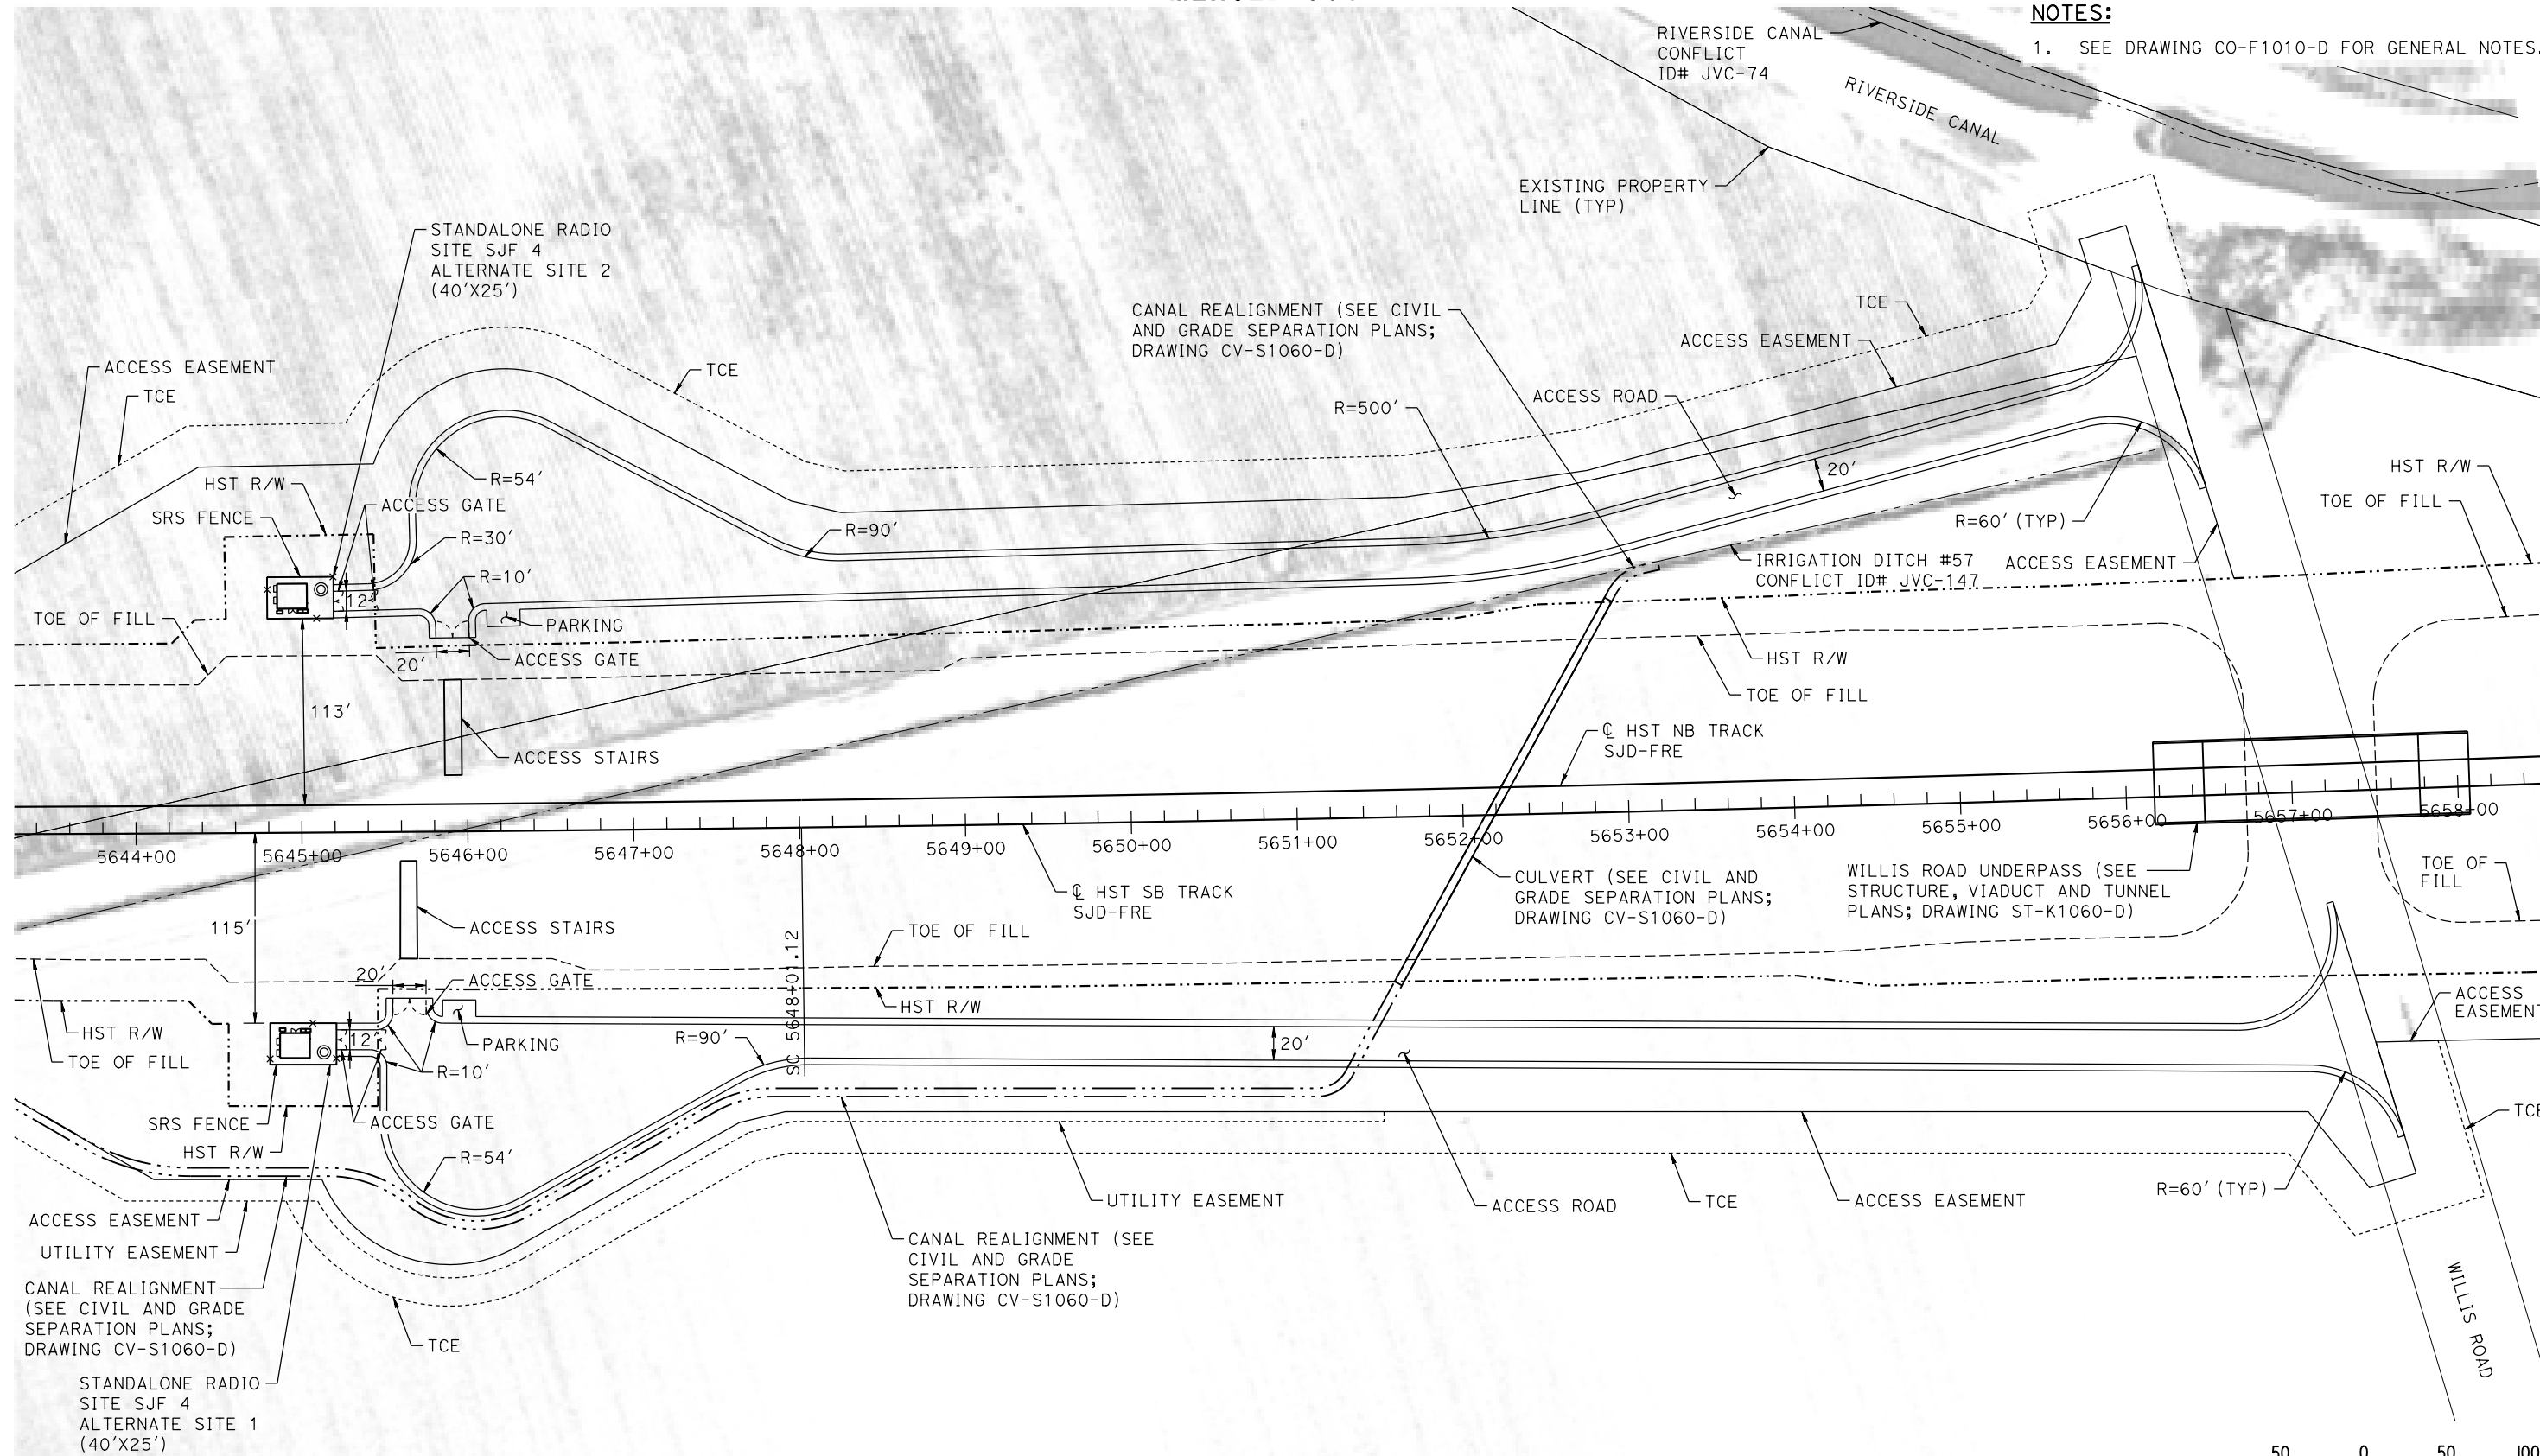 NOTES:
1. SEE DRAWING CO-F1010-D FOR GENERAL NOTES.
RIVERSIDE CANAL
CONFLICT
ID# JVC-74
RIVERSIDE CANAL
EXISTING PROPERTY
LINE (TYP)
STANDALONE RADIO
SITE SJF 4
ALTERNATE SITE 2
(40'X25')
CANAL REALIGNMENT (SEE CIVIL
AND GRADE SEPARATION PLANS;
DRAWING CV-S1060-D)
TCE
ACCESS EASEMENT
ACCESS ROAD
R=500'
ACCESS EASEMENT
TCE
TCE
HST R/W
ACCESS GATE
SRS FENCE
R=54'
R=30'
R=90'
R=10'
12'
TOE OF FILL
PARKING
20'
ACCESS GATE
113'
ACCESS STAIRS
20'
R=60' (TYP)
IRRIGATION DITCH #57
CONFLICT ID# JVC-147
ACCESS EASEMENT
HST R/W
TOE OF FILL
HST R/W
TOE OF FILL
℄ HST NB TRACK
SJD-FRE
5644+00
5645+00
5646+00
5647+00
5648+00
5649+00
5650+00
5651+00
5652+00
5653+00
5654+00
5655+00
5656+00
5657+00
5658+00
℄ HST SB TRACK
SJD-FRE
CULVERT (SEE CIVIL AND
GRADE SEPARATION PLANS;
DRAWING CV-S1060-D)
WILLIS ROAD UNDERPASS (SEE
STRUCTURE, VIADUCT AND TUNNEL
PLANS; DRAWING ST-K1060-D)
TOE OF
FILL
115'
ACCESS STAIRS
TOE OF FILL
SC 5648+01.12
20'
ACCESS GATE
HST R/W
HST R/W
TOE OF FILL
12'
PARKING
R=10'
R=90'
20'
ACCESS
EASEMENT
SRS FENCE
ACCESS GATE
HST R/W
R=54'
TCE
ACCESS EASEMENT
UTILITY EASEMENT
UTILITY EASEMENT
ACCESS ROAD
TCE
ACCESS EASEMENT
R=60' (TYP)
CANAL REALIGNMENT
(SEE CIVIL AND GRADE
SEPARATION PLANS;
DRAWING CV-S1060-D)
CANAL REALIGNMENT (SEE
CIVIL AND GRADE
SEPARATION PLANS;
DRAWING CV-S1060-D)
TCE
WILLIS ROAD
STANDALONE RADIO
SITE SJF 4
ALTERNATE SITE 1
(40'X25')
50 0 50 100